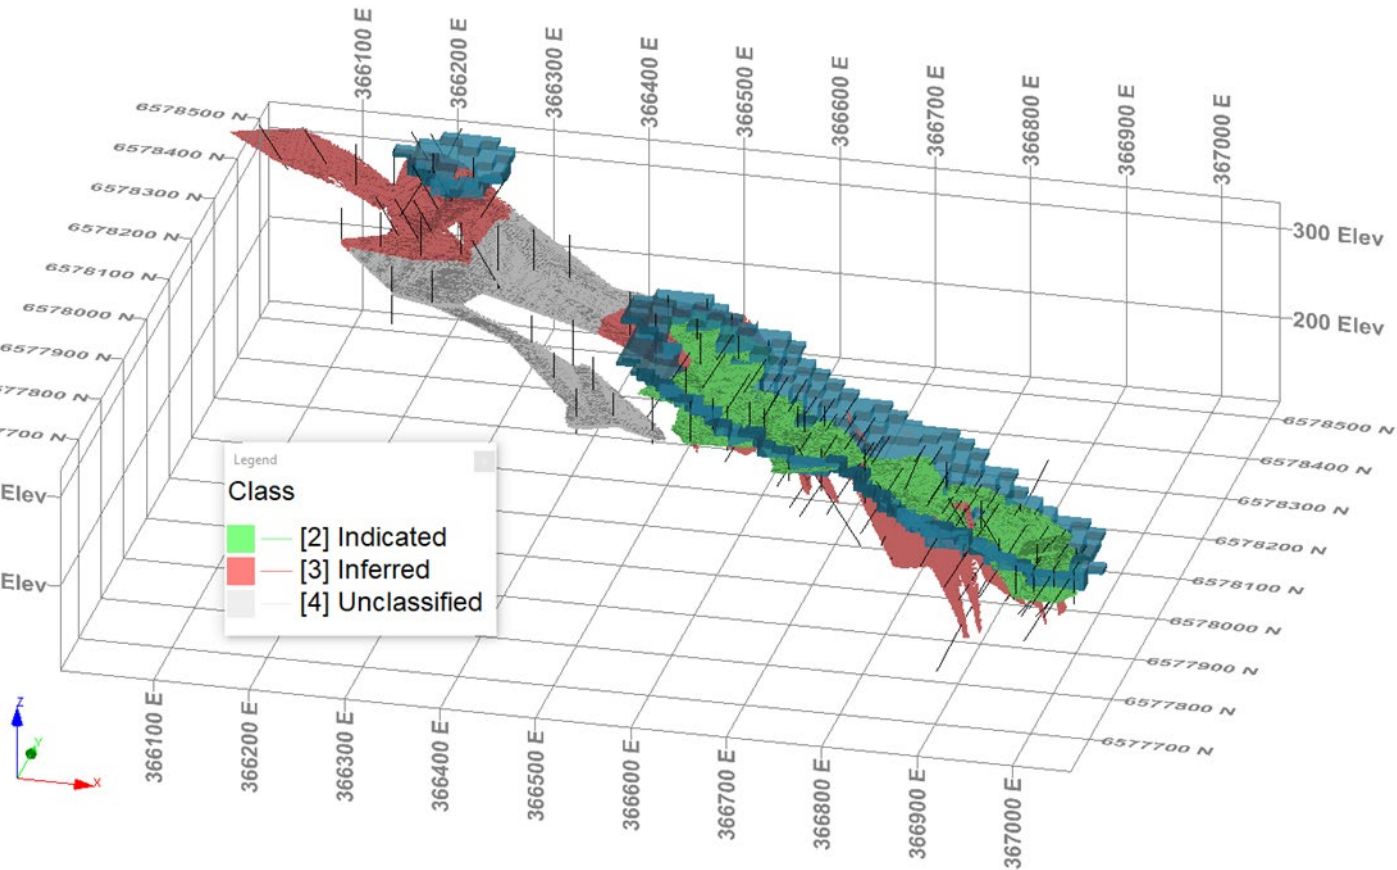 366100 E
366200 E
366300 E
366400 E
366500 E
366600 E
366700 E
366800 E
366900 E
367000 E
6578500 N
6578400 N
6578300 N
6578200 N
6578100 N
6578000 N
6577900 N
77800 N
7700 N
Elev
Elev
300 Elev
200 Elev
6578500 N
6578400 N
6578300 N
6578200 N
6578100 N
6578000 N
6577900 N
6577800 N
6577700 N
Legend
Class
[2] Indicated
[3] Inferred
[4] Unclassified
Z
Y
X
366100 E
366200 E
366300 E
366400 E
366500 E
366600 E
366700 E
366800 E
366900 E
367000 E